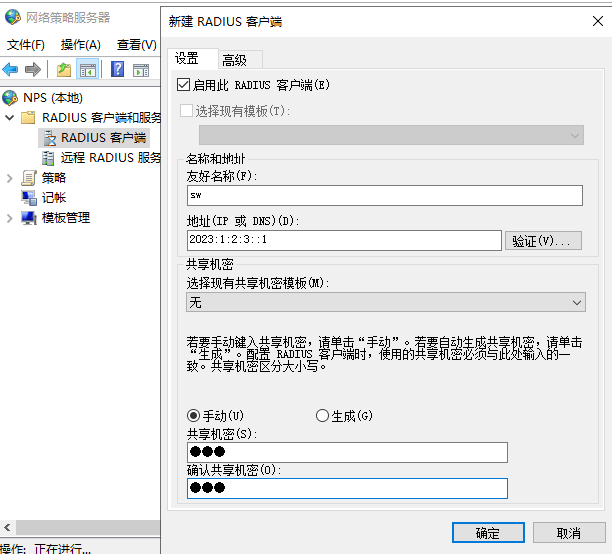 网络策略服务器
文件(F) 操作(A) 查看(V)
NPS (本地)
RADIUS 客户端和服务
RADIUS 客户端
远程 RADIUS 服务
策略
记帐
模板管理
操作: 正在进行...
新建 RADIUS 客户端
设置 高级
启用此 RADIUS 客户端(E)
选择现有模板(T):
名称和地址
友好名称(F):
sw
地址(IP 或 DNS)(D):
2023:1:2:3::1
验证(V)...
共享机密
选择现有共享机密模板(M):
无
若要手动键入共享机密，请单击“手动”。若要自动生成共享机密，请单击
“生成”。配置 RADIUS 客户端时，使用的共享机密必须与此处输入的一
致。共享机密区分大小写。
手动(U) 生成(G)
共享机密(S):
●●●
确认共享机密(O):
●●●
确定 取消